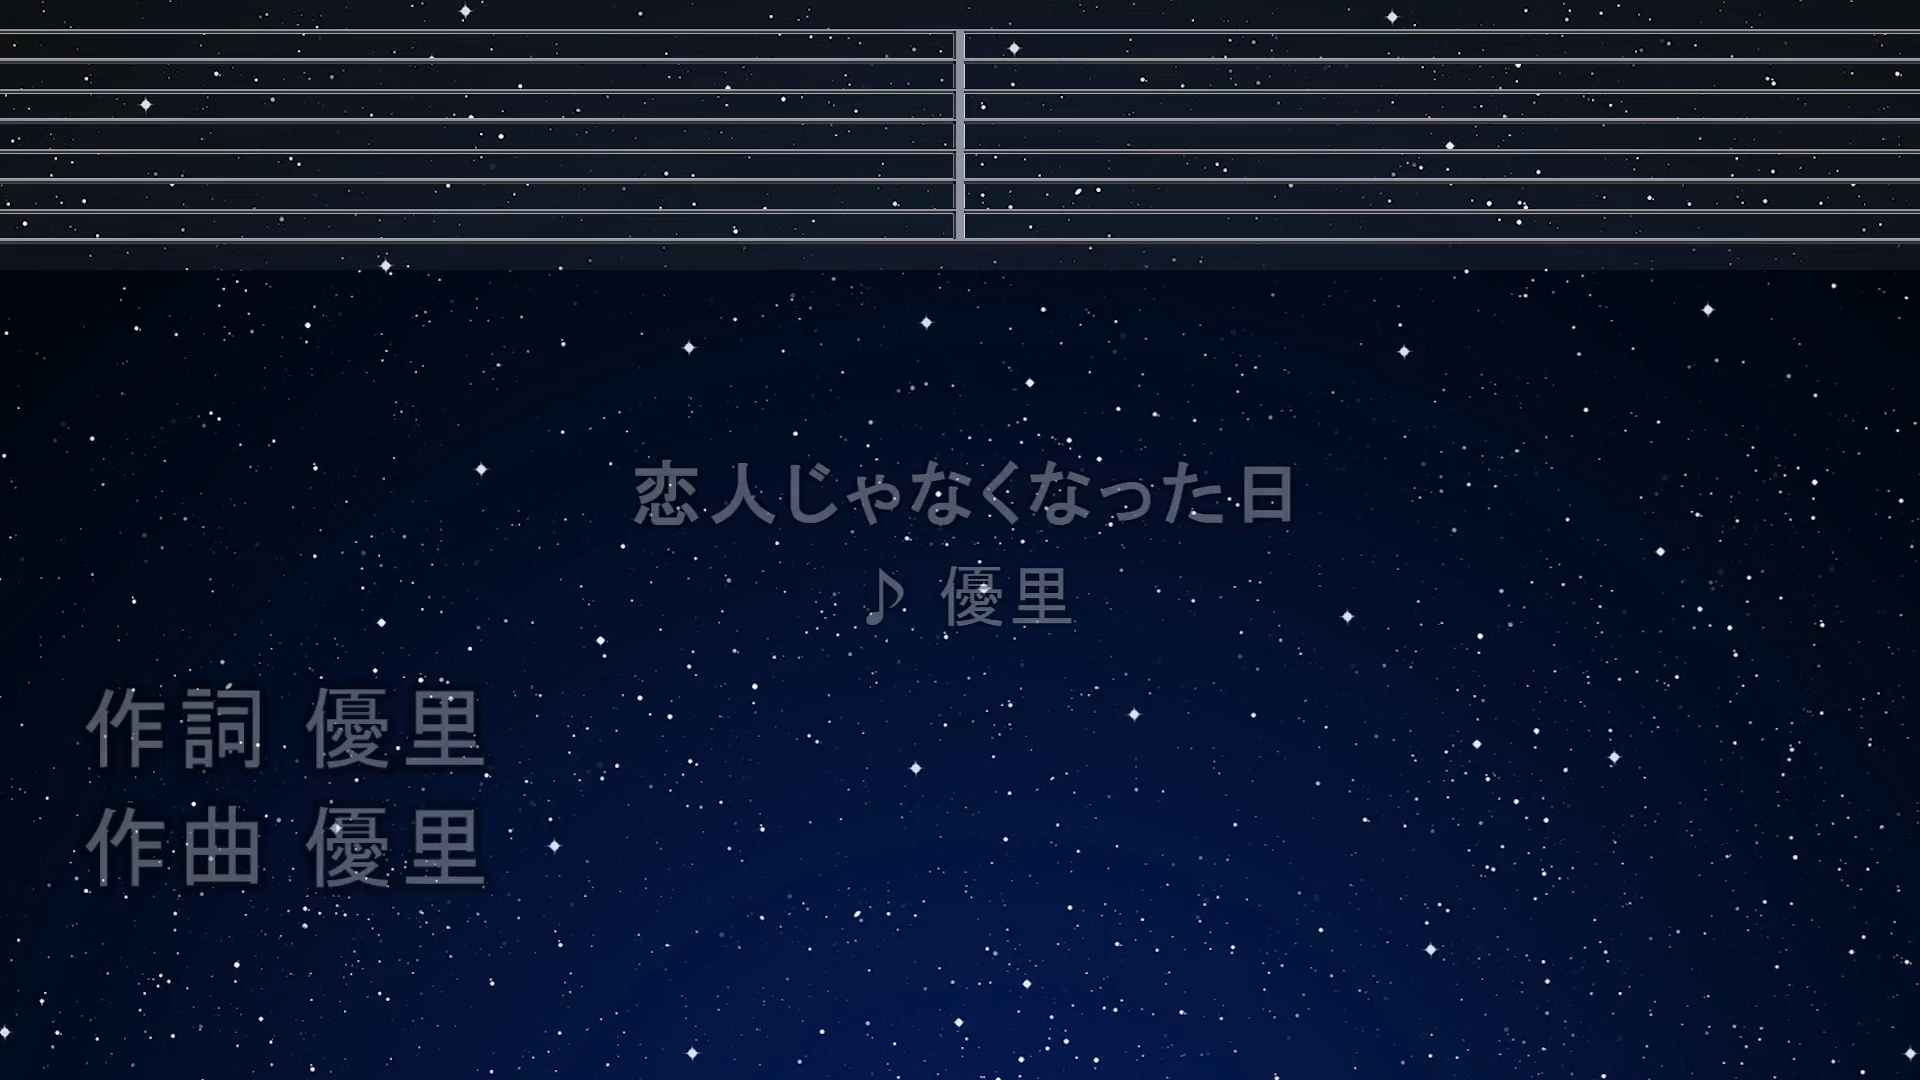 恋人じゃなくなった日
♪ 優里
作詞 優里
作曲 優里